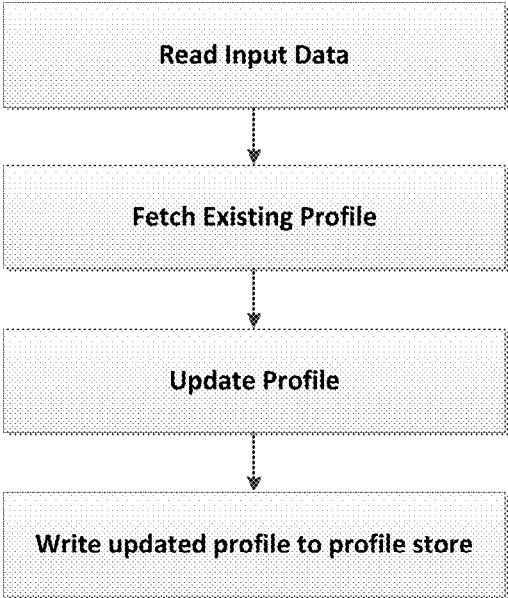 Read Input Data
Fetch Existing Profile
Update Profile
Write updated profile to profile store